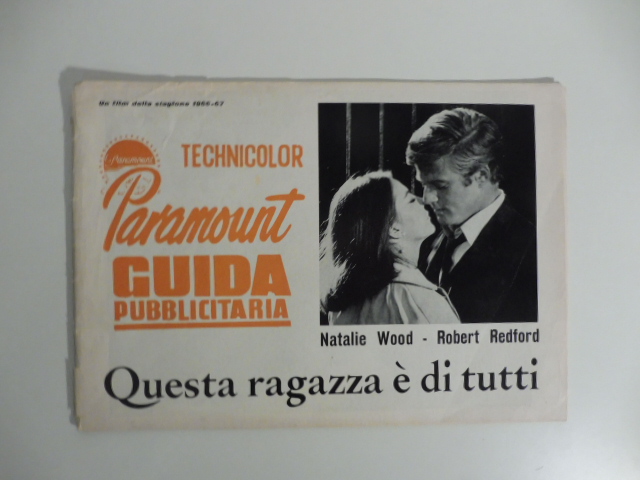 Un film della stagione 1966-67
Paramount
TECHNICOLOR
Paramount
GUIDA
PUBBLICITARIA
Natalie Wood - Robert Redford
Questa ragazza è di tutti